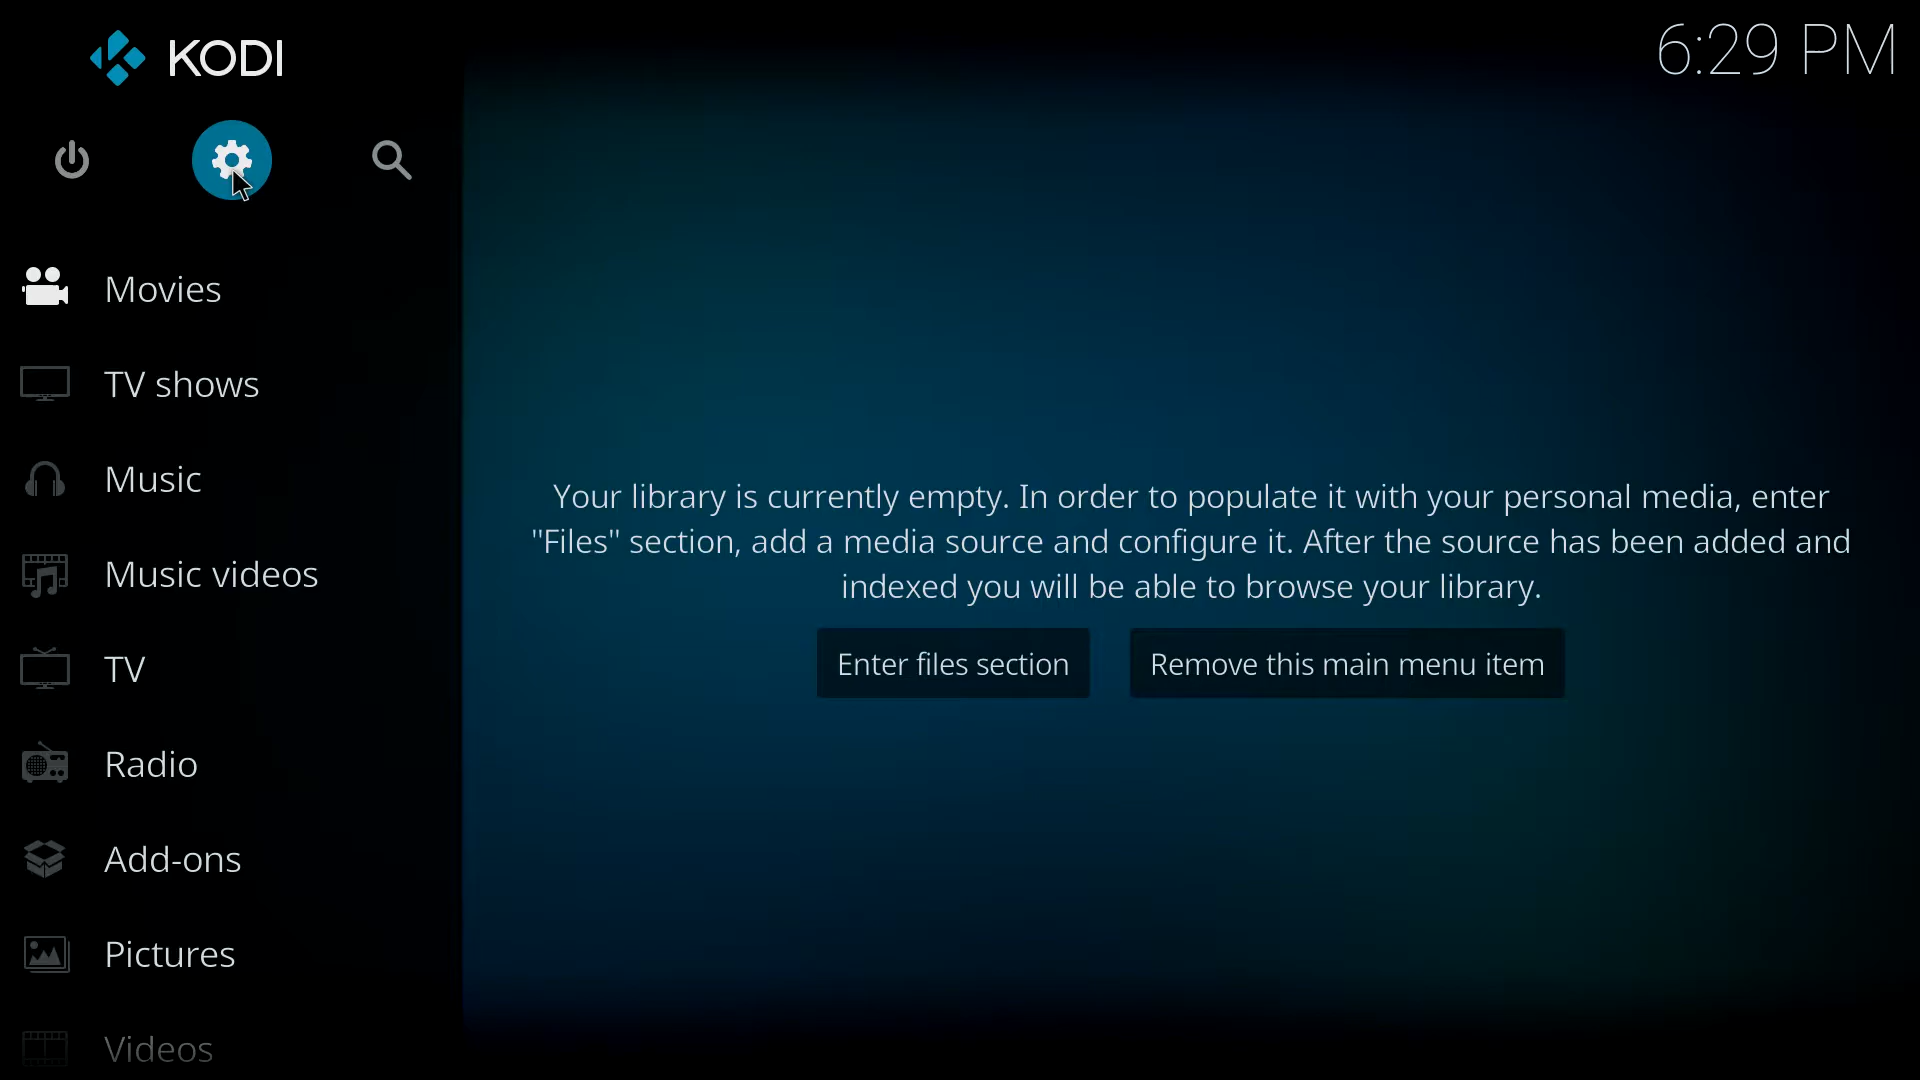 KODI
6:29 PM
Movies
TV shows
Music
Music videos
TV
Radio
Add-ons
Pictures
Videos
Your library is currently empty. In order to populate it with your personal media, enter
"Files" section, add a media source and configure it. After the source has been added and
indexed you will be able to browse your library.
Enter files section
Remove this main menu item